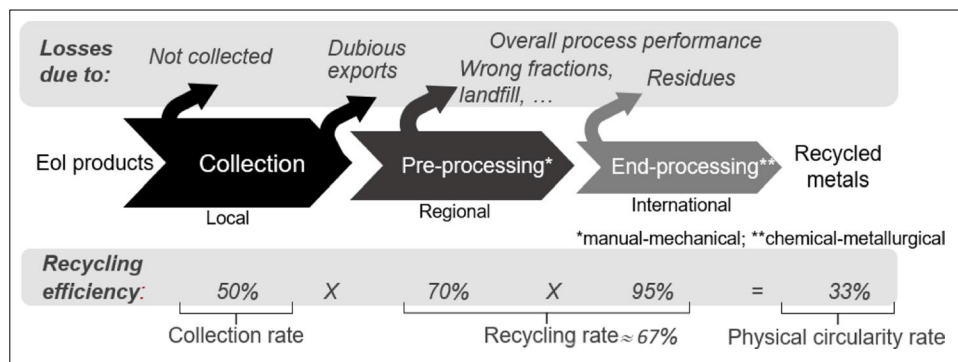 Losses
due to:
Not collected
Dubious
exports
Overall process performance
Wrong fractions,
landfill, ...
Residues
EoI products
Collection
Pre-processing*
End-processing**
Recycled
metals
Local
Regional
International
*manual-mechanical; **chemical-metallurgical
Recycling
efficiency:
50% X 70% X 95% = 33%
Collection rate
Recycling rate ≈ 67%
Physical circularity rate